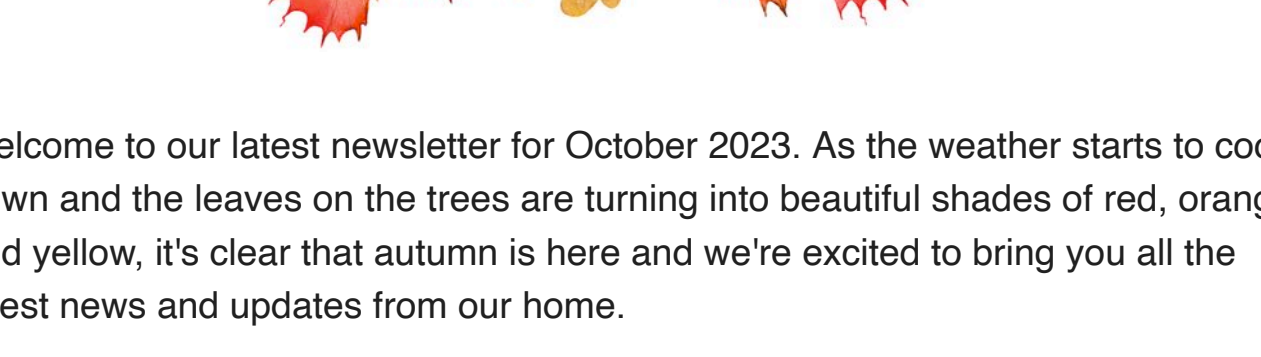 elcome to our latest newsletter for October 2023. As the weather starts to coo
wn and the leaves on the trees are turning into beautiful shades of red, orang
d yellow, it's clear that autumn is here and we're excited to bring you all the
est news and updates from our home.